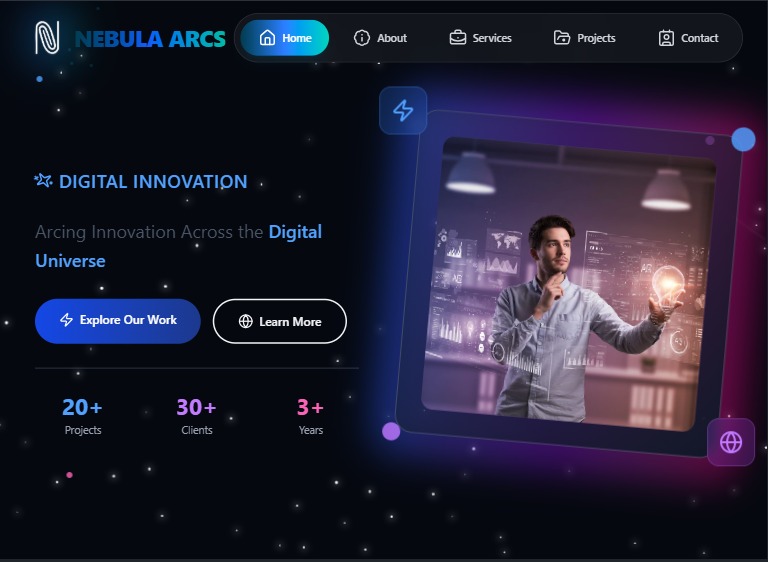 NEBULA ARCS
Home
About
Services
Projects
Contact
DIGITAL INNOVATION
Arcing Innovation Across the Digital
Universe
Explore Our Work
Learn More
20+
30+
3+
Projects
Clients
Years